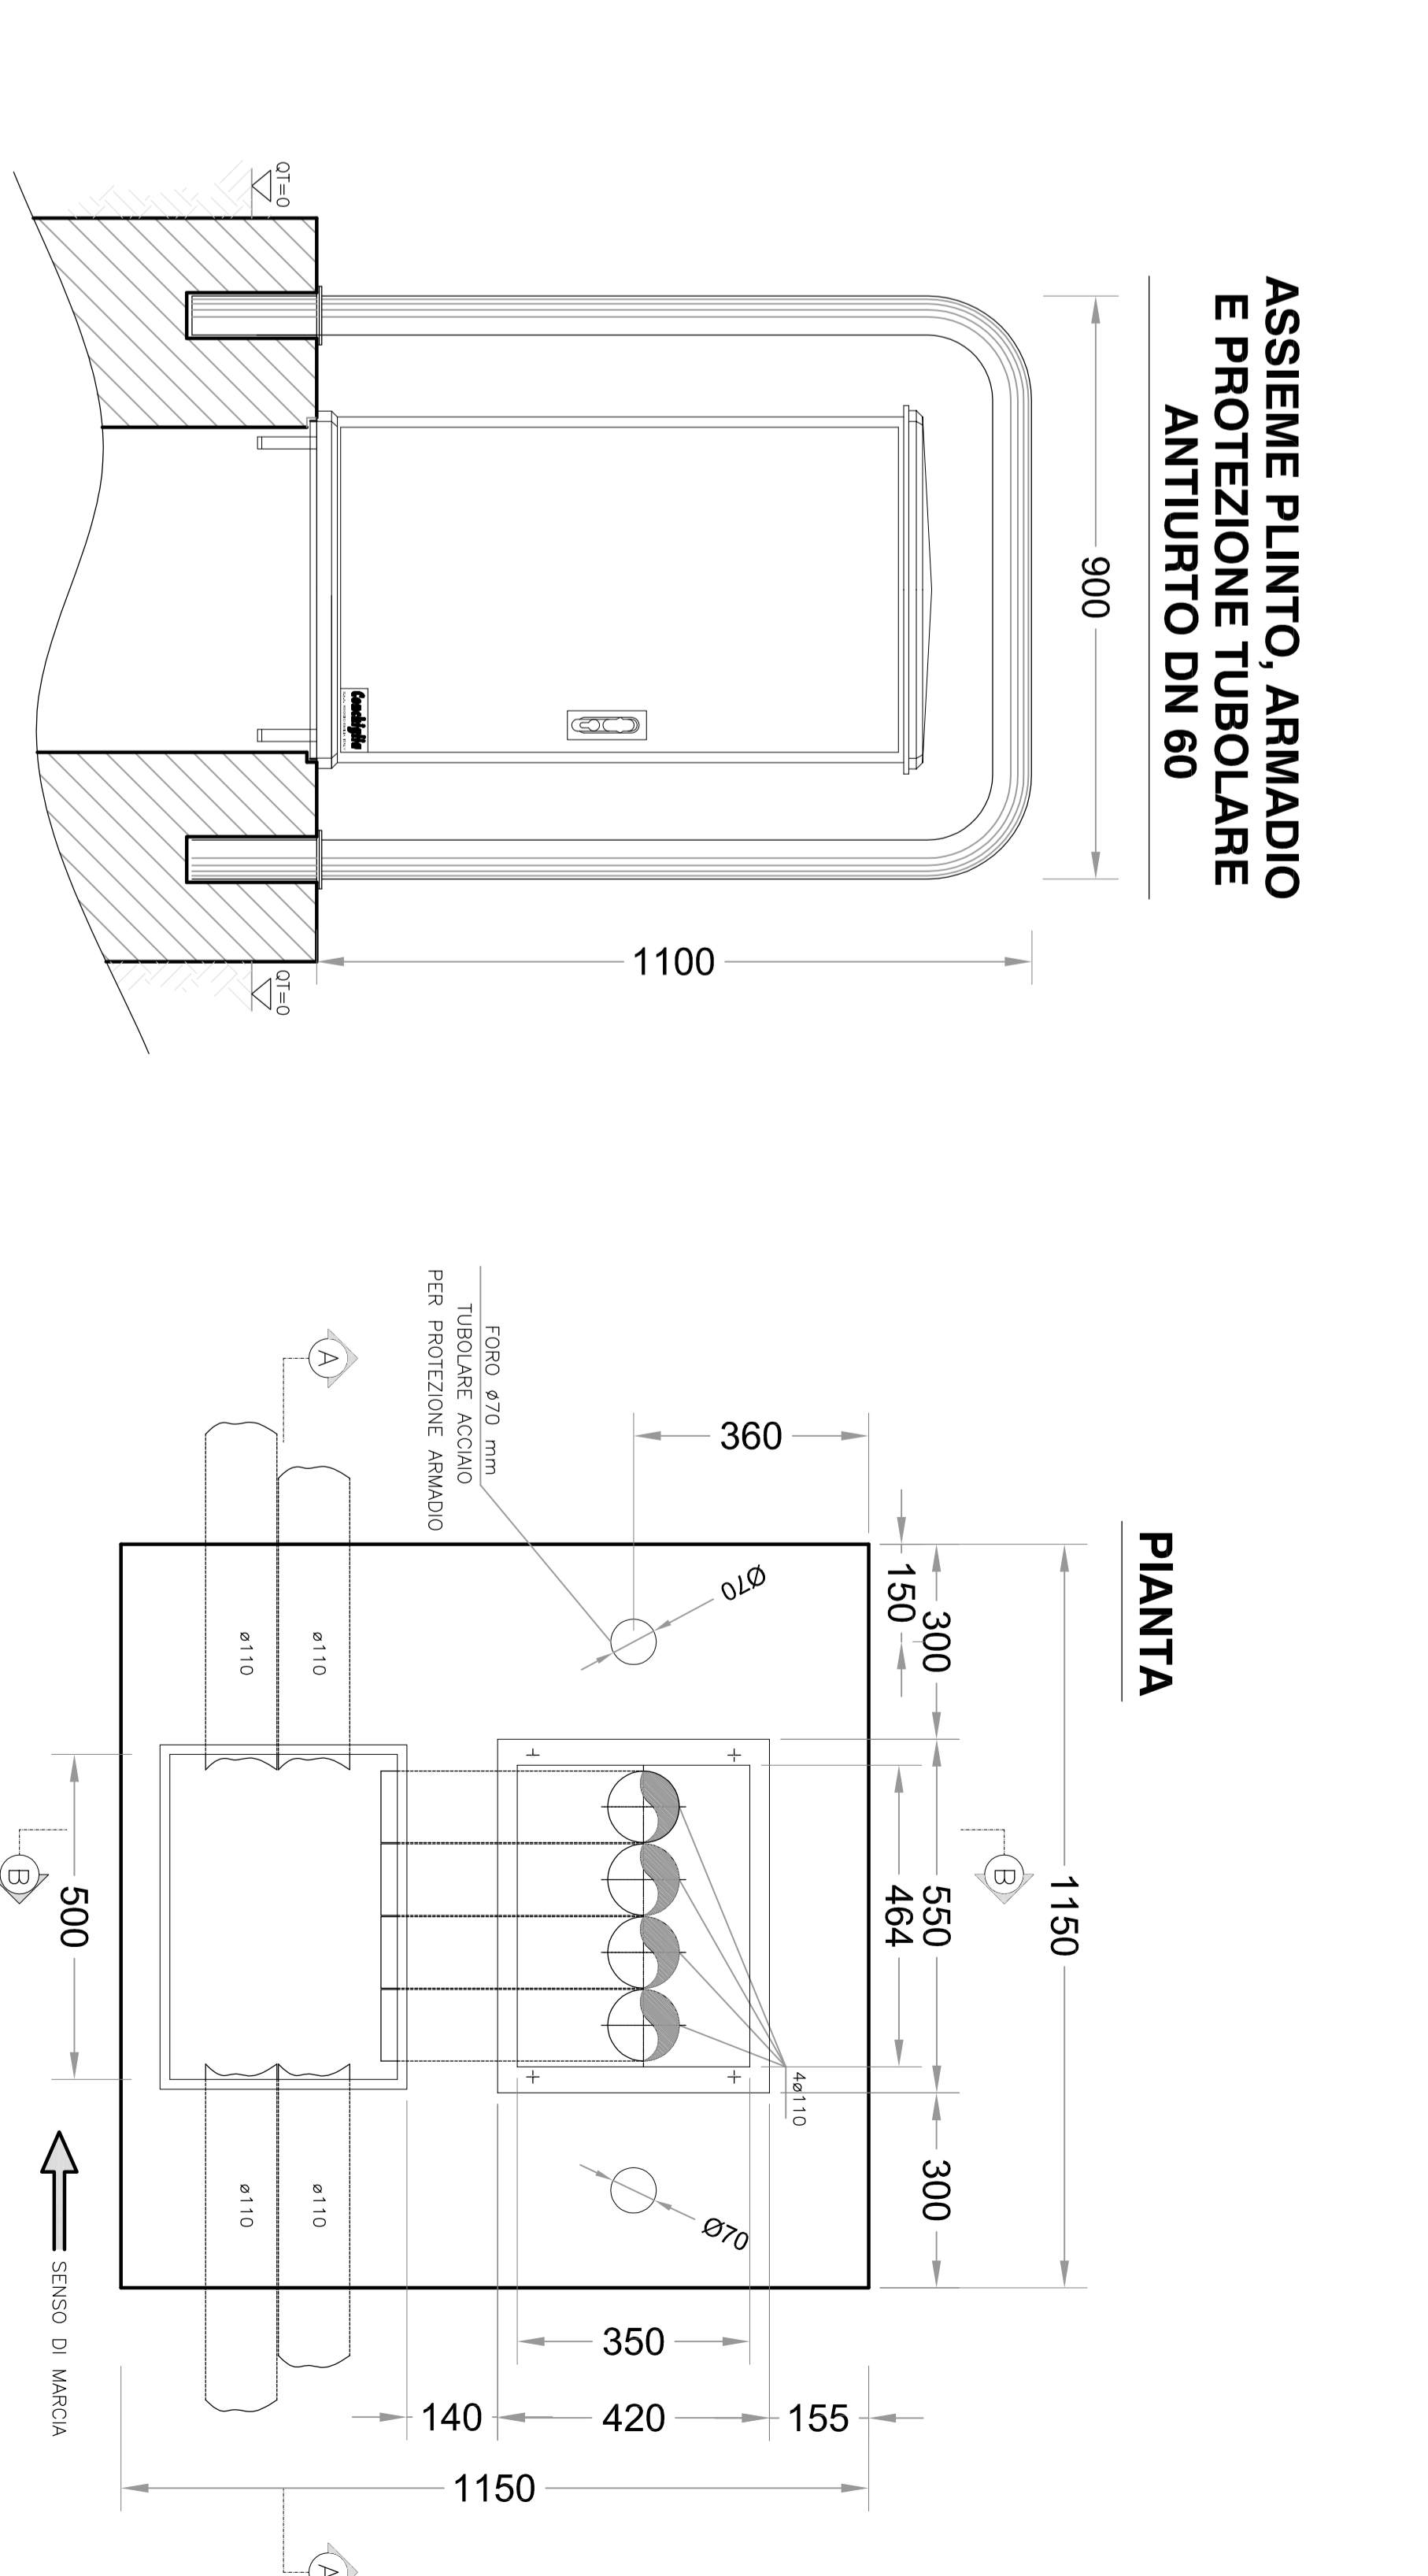 ASSIEME PLINTO, ARMADIO
E PROTEZIONE TUBOLARE
ANTIURTO DN 60
900
1100
QT=0
QT=0
Conchiglia
PIANTA
1150
B
300
550
300
150
464
360
Ø70
4ø110
FORO ø70 mm
TUBOLARE ACCIAIO
PER PROTEZIONE ARMADIO
Ø70
350
155
420
140
1150
A
A
ø110
ø110
ø110
ø110
500
B
SENSO DI MARCIA